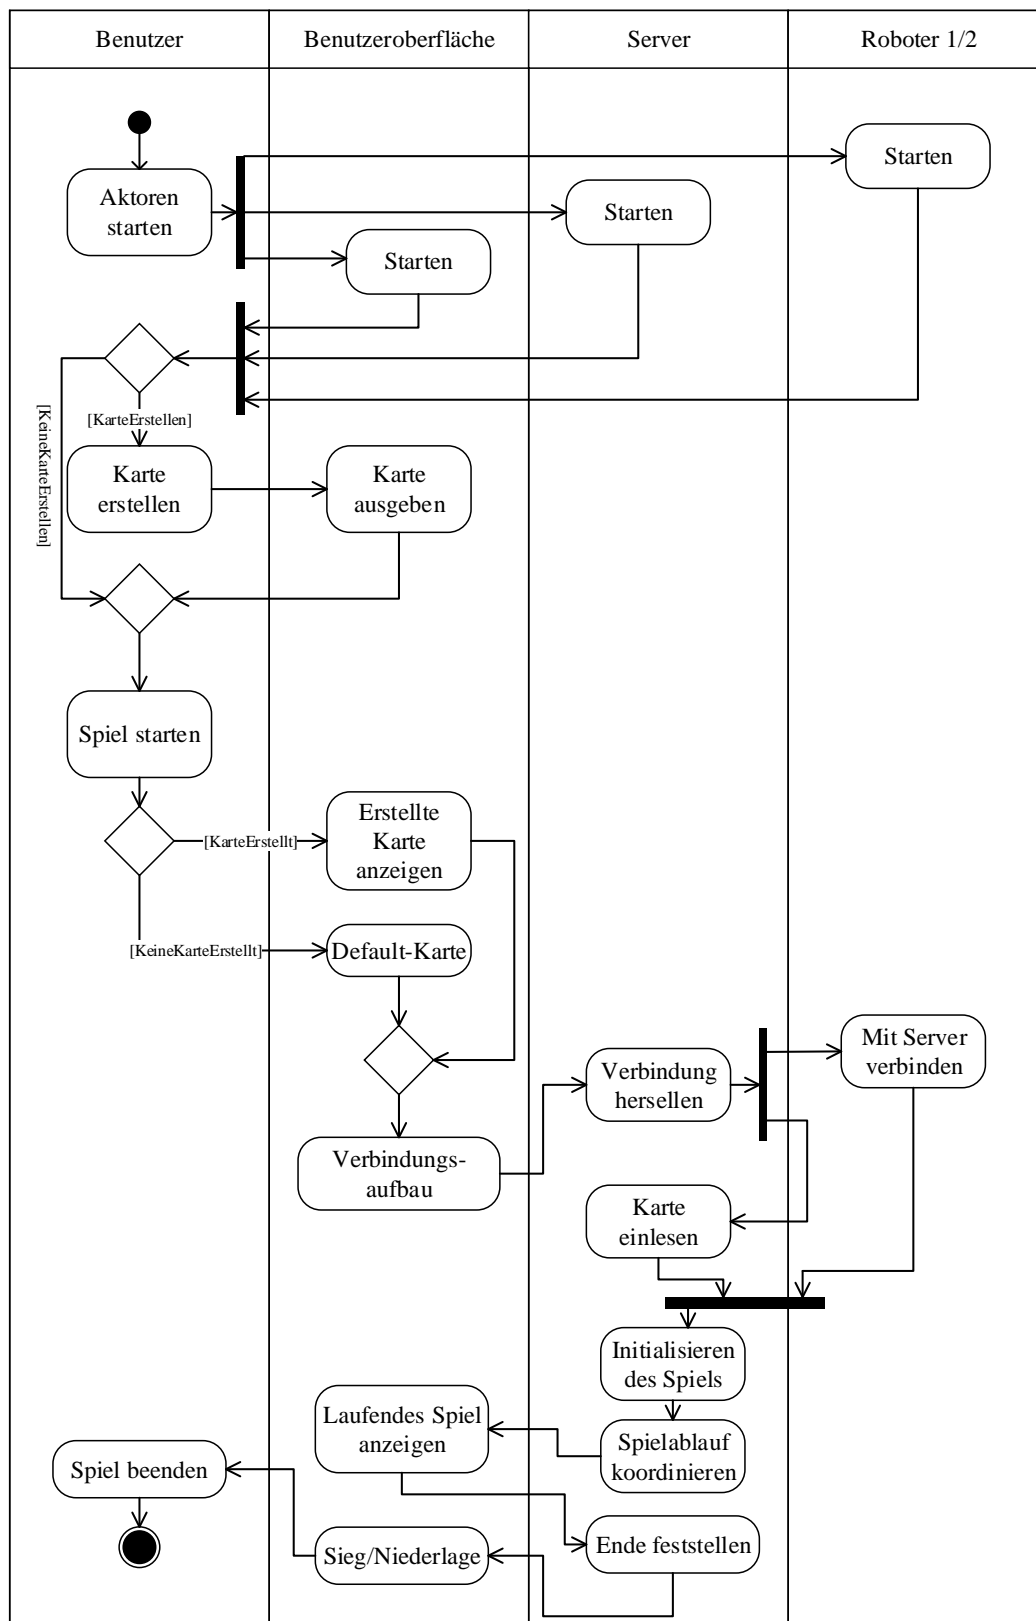 Benutzer
Benutzeroberfläche
Server
Roboter 1/2
Starten
Aktoren
starten
Starten
Starten
[KarteErstellen]
[KeineKarteErstellen]
Karte
erstellen
Karte
ausgeben
Spiel starten
Erstellte
Karte
anzeigen
[KarteErstellt]
[KeineKarteErstellt]
Default-Karte
Mit Server
verbinden
Verbindung
hersellen
Verbindungs-
aufbau
Karte
einlesen
Initialisieren
des Spiels
Laufendes Spiel
anzeigen
Spielablauf
koordinieren
Spiel beenden
Ende feststellen
Sieg/Niederlage